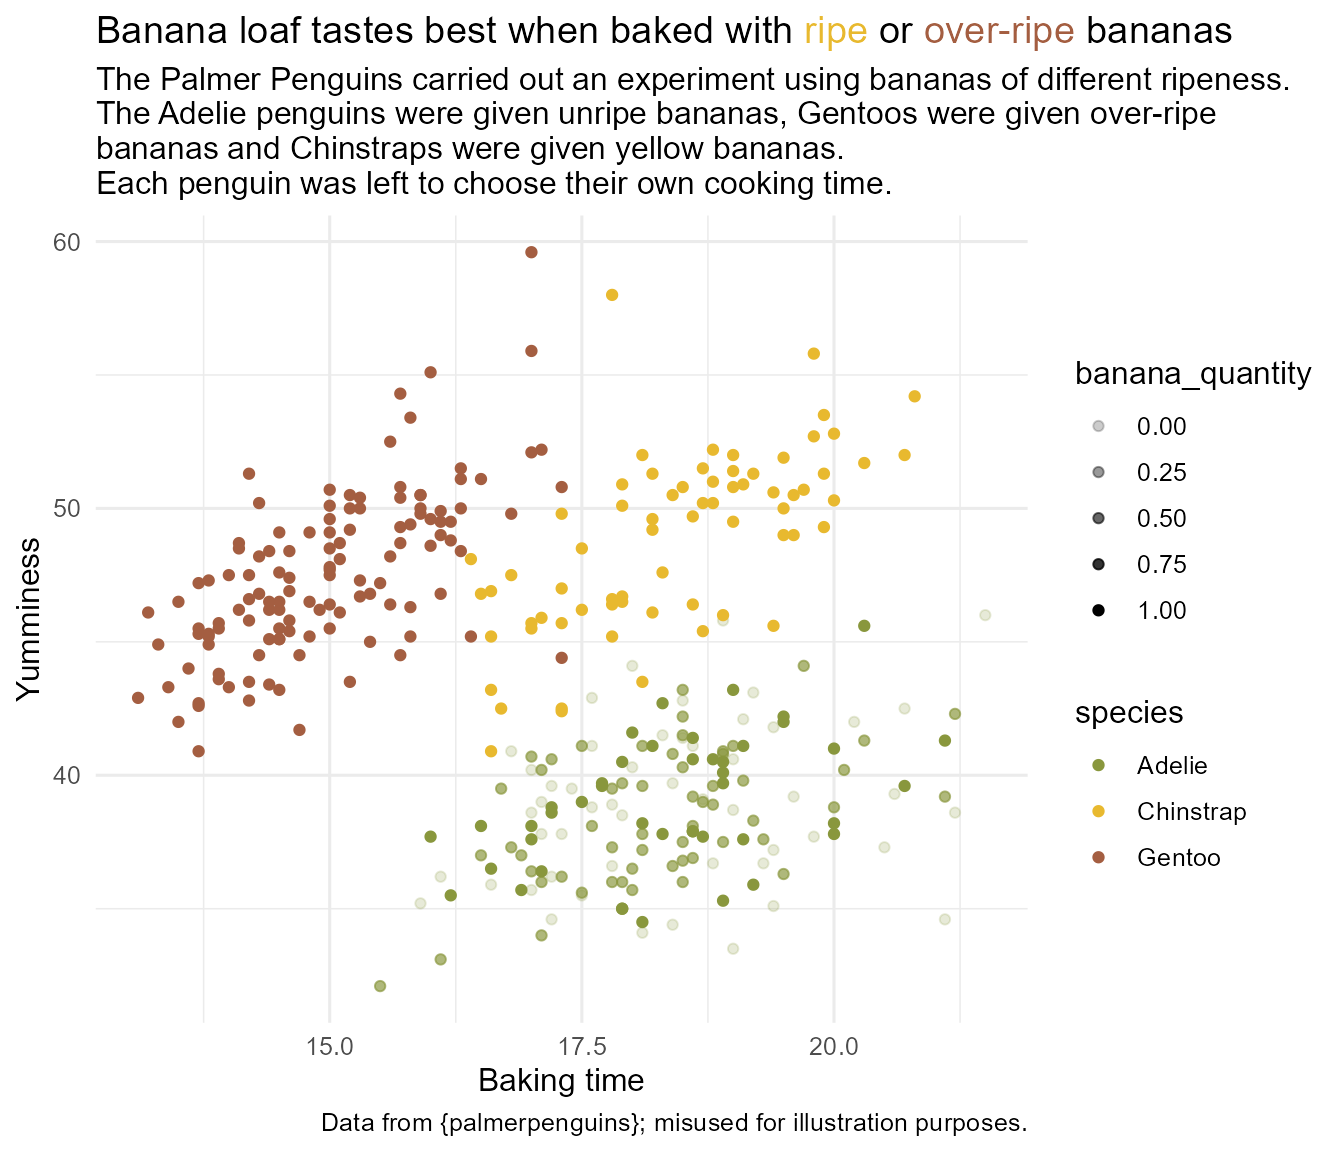 Banana loaf tastes best when baked with ripe or over-ripe bananas
The Palmer Penguins carried out an experiment using bananas of different ripeness.
The Adelie penguins were given unripe bananas, Gentoos were given over-ripe
bananas and Chinstraps were given yellow bananas.
Each penguin was left to choose their own cooking time.
60
50
40
Yumminess
15.0
17.5
20.0
Baking time
banana_quantity
0.00
0.25
0.50
0.75
1.00
species
Adelie
Chinstrap
Gentoo
Data from {palmerpenguins}; misused for illustration purposes.